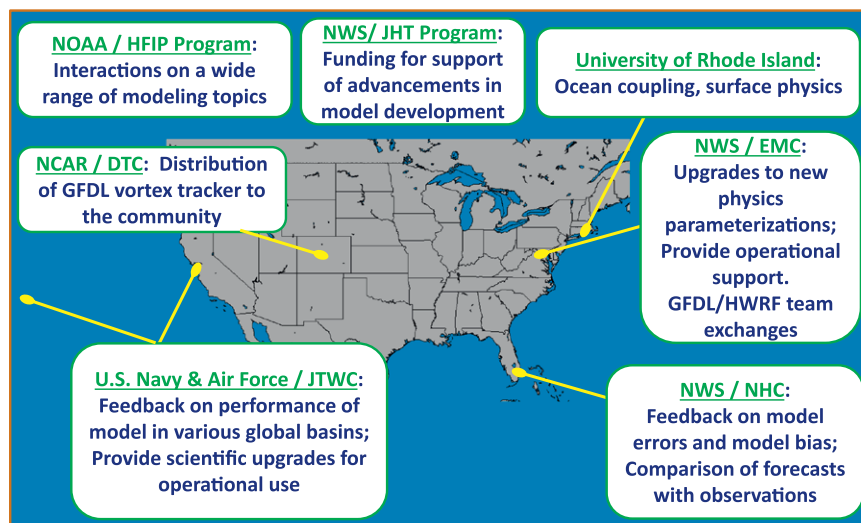 NOAA / HFIP Program:
Interactions on a wide
range of modeling topics
NWS/ JHT Program:
Funding for support
of advancements in
model development
University of Rhode Island:
Ocean coupling, surface physics
NCAR / DTC: Distribution
of GFDL vortex tracker to
the community
NWS / EMC:
Upgrades to new
physics
parameterizations;
Provide operational
support.
GFDL/HWRF team
exchanges
U.S. Navy & Air Force / JTWC:
Feedback on performance of
model in various global basins;
Provide scientific upgrades for
operational use
NWS / NHC:
Feedback on model
errors and model bias;
Comparison of forecasts
with observations